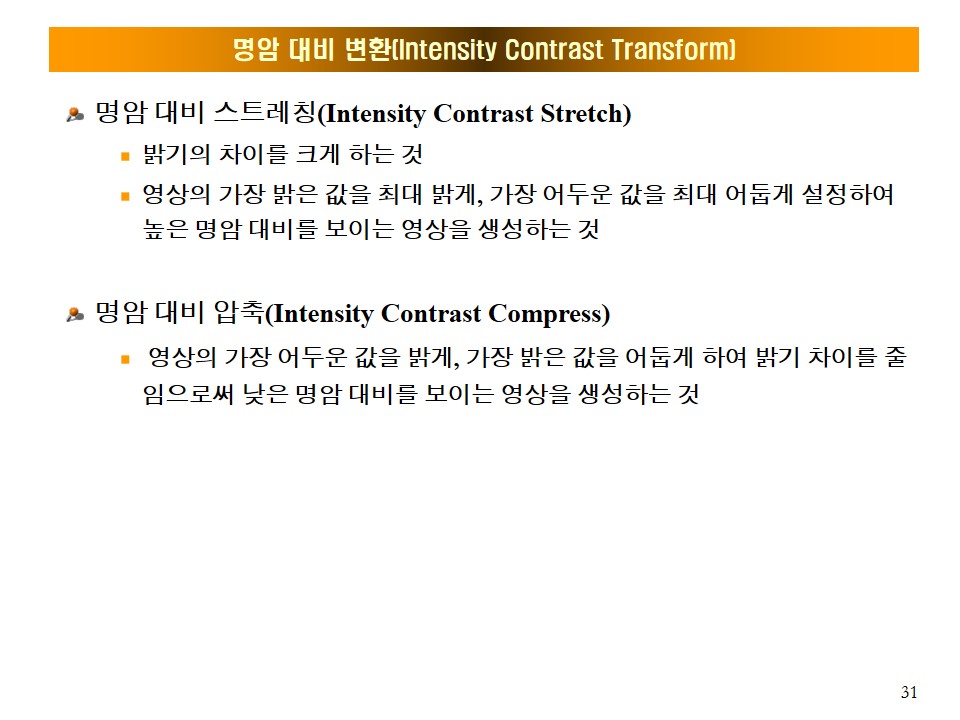 명암 대비 변환(Intensity Contrast Transform)
명암 대비 스트레칭(Intensity Contrast Stretch)
밝기의 차이를 크게 하는 것
영상의 가장 밝은 값을 최대 밝게, 가장 어두운 값을 최대 어둡게 설정하여
높은 명암 대비를 보이는 영상을 생성하는 것
명암 대비 압축(Intensity Contrast Compress)
영상의 가장 어두운 값을 밝게, 가장 밝은 값을 어둡게 하여 밝기 차이를 줄
임으로써 낮은 명암 대비를 보이는 영상을 생성하는 것
31